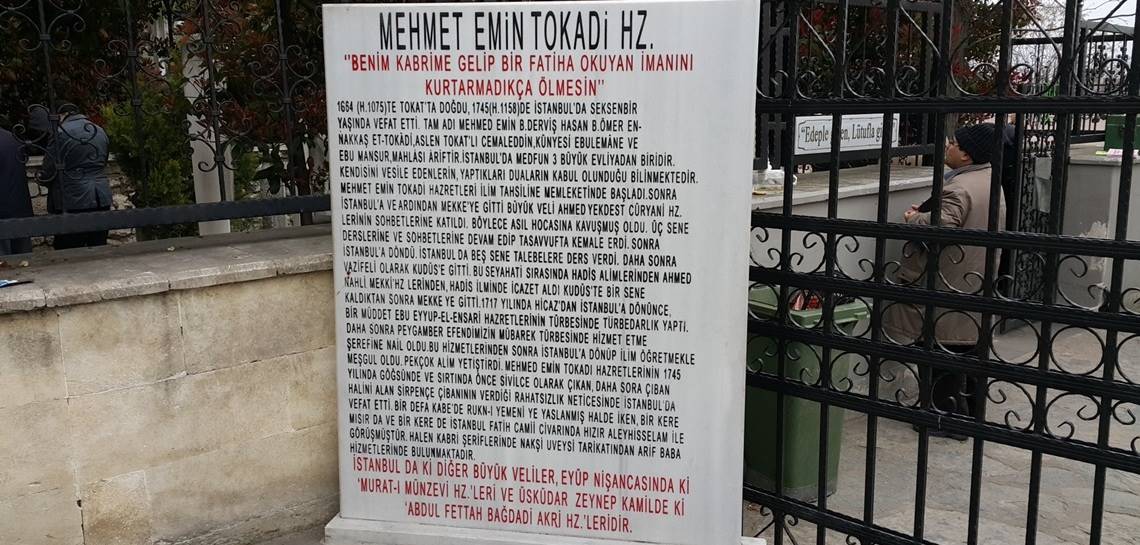 MEHMET EMİN TOKADİ HZ.
"BENİM KABRİME GELİP BİR FATİHA OKUYAN İMANINI
KURTARMADIKÇA ÖLMESİN"
1664 (H.1075)TE TOKAT'TA DOĞDU, 1745(H.1158)DE İSTANBUL'DA SEKSENBİR
YAŞINDA VEFAT ETTİ. TAM ADI MEHMED EMİN B.DERVİŞ HASAN B.ÖMER EN-
NAKKAŞ ET-TOKÂDİ,ASLEN TOKAT'LI CEMALEDDİN,KÜNYESİ EBULEMÂNE VE
EBU MANSUR,MAHLASI ÂRİFTİR.İSTANBUL'DA MEDFUN 3 BÜYÜK EVLİYADAN BİRİDİR.
KENDİSİNİ VESİLE EDENLERİN, YAPTIKLARI DUALARIN KABUL OLUNDUĞU BİLİNMEKTEDİR.
MEHMET EMİN TOKADİ HAZRETLERİ İLİM TAHSİLİNE MEMLEKETİNDE BAŞLADI.SONRA
İSTANBUL'A VE ARDINDAN MEKKE'YE GİTTİ BÜYÜK VELİ AHMED YEKDEST CÜRYANİ HZ.
LERİNİN SOHBETLERİNE KATILDI. BÖYLECE ASIL HOCASINA KAVUŞMUŞ OLDU. ÜÇ SENE
DERSLERİNE VE SOHBETLERİNE DEVAM EDİP TASAVVUFTA KEMALE ERDİ. SONRA
İSTANBUL'A DÖNDÜ. İSTANBUL DA BEŞ SENE TALEBELERE DERS VERDİ. DAHA SONRA
VAZİFELİ OLARAK KUDÜS'E GİTTİ. BU SEYAHATİ SIRASINDA HADİS ALİMLERİNDEN AHMED
NAHLİ MEKKİ'HZ LERİNDEN, HADİS İLMİNDE İCAZET ALDI KUDÜS'TE BİR SENE
KALDIKTAN SONRA MEKKE YE GİTTİ.1717 YILINDA HİCAZ'DAN İSTANBUL'A DÖNÜNCE,
BİR MÜDDET EBU EYYUP-EL-ENSARİ HAZRETLERİNİN TÜRBESİNDE TÜRBEDARLIK YAPTI.
DAHA SONRA PEYGAMBER EFENDİMİZİN MÜBAREK TÜRBESİNDE HİZMET ETME
ŞEREFİNE NAİL OLDU.BU HİZMETLERİNDEN SONRA İSTANBUL'A DÖNÜP İLİM ÖĞRETMEKLE
MEŞGUL OLDU. PEKÇOK ALİM YETİŞTİRDİ. MEHMED EMİN TOKADİ HAZRETLERİNİN 1745
YILINDA GÖĞSÜNDE VE SIRTINDA ÖNCE SİVİLCE OLARAK ÇIKAN, DAHA SORA ÇIBAN
HALİNİ ALAN SİRPENÇE ÇIBANININ VERDİĞİ RAHATSIZLIK NETİCESİNDE İSTANBUL'DA
VEFAT ETTİ. BİR DEFA KABE'DE RUKN-I YEMENİ YE YASLANMIŞ HALDE İKEN, BİR KERE
MISIR DA VE BİR KERE DE İSTANBUL FATİH CAMİİ CİVARINDA HIZIR ALEYHİSSELAM İLE
GÖRÜŞMÜŞTÜR. HALEN KABRİ ŞERİFLERİNDE NAKŞİ UVEYSİ TARİKATINDAN ARİF BABA
HİZMETLERİNDE BULUNMAKTADIR.
İSTANBUL DA Kİ DİĞER BÜYÜK VELİLER, EYÜP NİŞANCASINDA Kİ
'MURAT-I MÜNZEVİ HZ.'LERİ VE ÜSKÜDAR ZEYNEP KAMİLDE Kİ
'ABDUL FETTAH BAĞDADİ AKRİ HZ.'LERİDİR.
"Edeple Lütufla